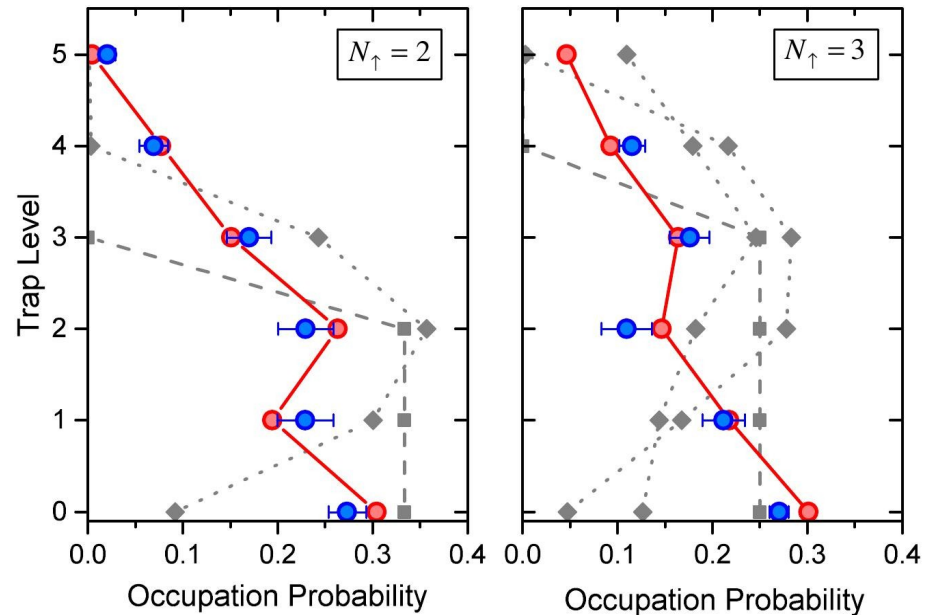 N↑ = 2
N↑ = 3
Trap Level
5
4
3
2
1
0
0.0 0.1 0.2 0.3 0.4
0.0 0.1 0.2 0.3 0.4
Occupation Probability
Occupation Probability